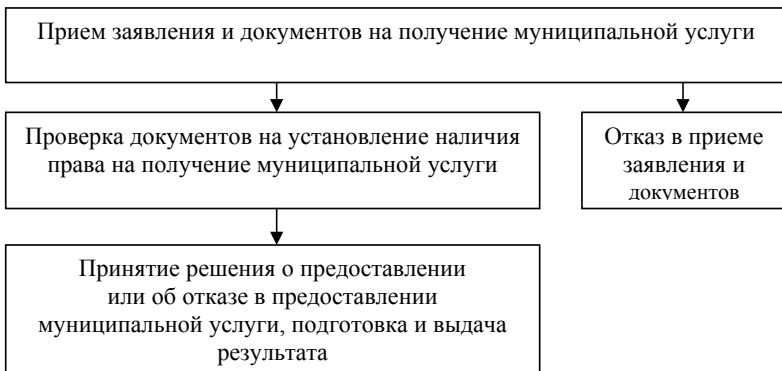 Прием заявления и документов на получение муниципальной услуги
Проверка документов на установление наличия
права на получение муниципальной услуги
Отказ в приеме
заявления и
документов
Принятие решения о предоставлении
или об отказе в предоставлении
муниципальной услуги, подготовка и выдача
результата